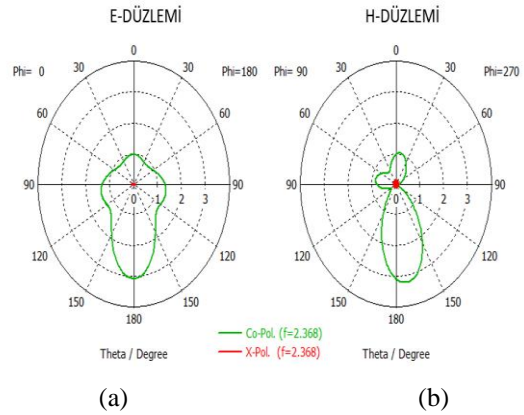 E-DÜZLEMİ H-DÜZLEMİ
0 0
Phi= 0 30 30 Phi=180 Phi= 90 30 30 Phi=270
60 60 60 60
90 0 1 2 3 90 90 0 1 2 3 90
120 120 120 120
150 150 150 150
180 180
Co-Pol. (f=2.368)
Theta / Degree X-Pol. (f=2.368) Theta / Degree
(a) (b)